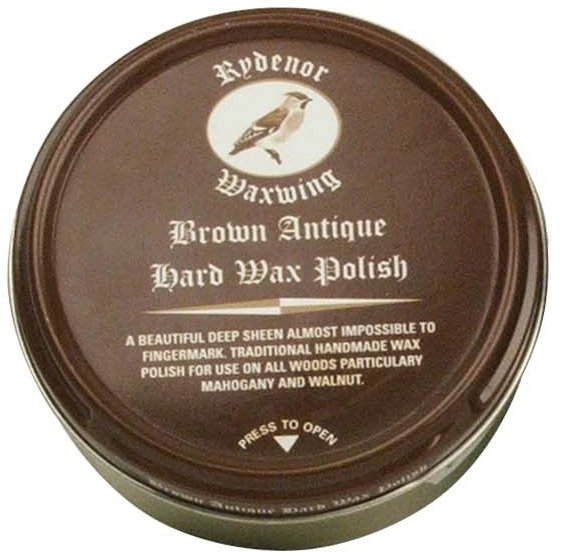 Rydenor
Waxwing
Brown Antique
Hard Wax Polish
A BEAUTIFUL DEEP SHEEN ALMOST IMPOSSIBLE TO
FINGERMARK. TRADITIONAL HANDMADE WAX
POLISH FOR USE ON ALL WOODS PARTICULARY
MAHOGANY AND WALNUT.
PRESS TO OPEN
Brown Antique Hard Wax Polish